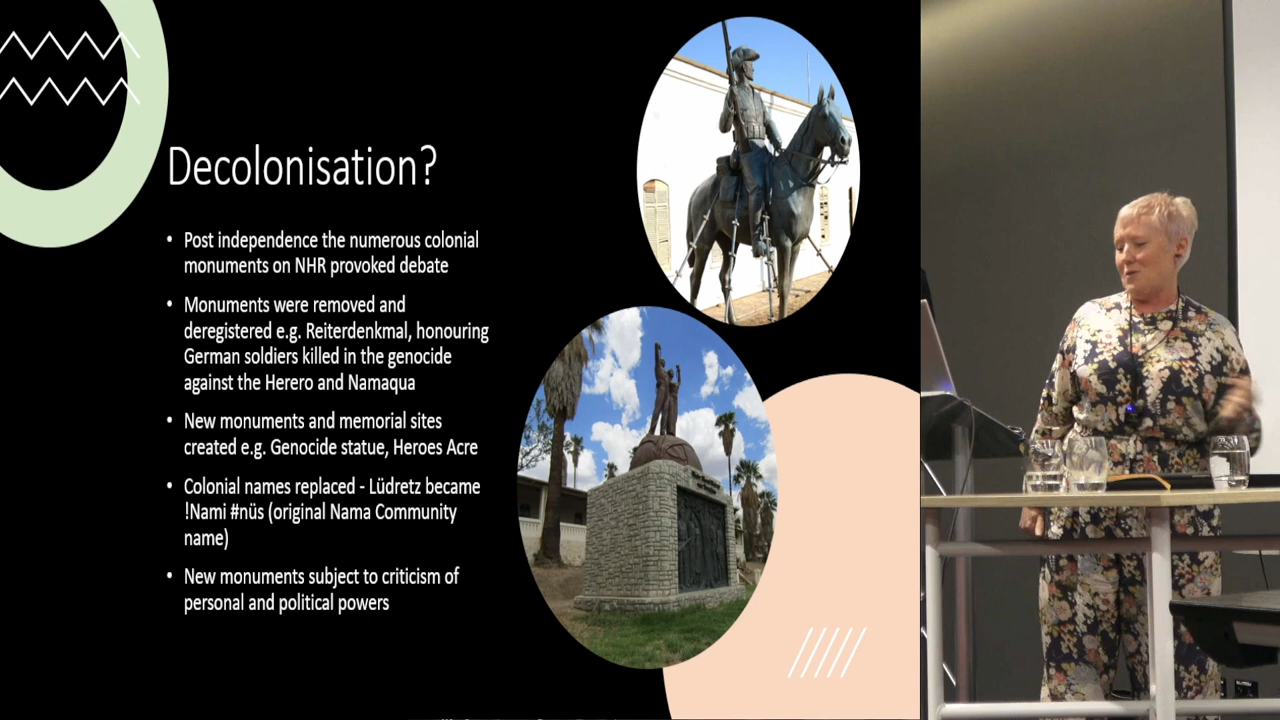 Decolonisation?
• Post independence the numerous colonial
monuments on NHR provoked debate
• Monuments were removed and
deregistered e.g. Reiterdenkmal, honouring
German soldiers killed in the genocide
against the Herero and Namaqua
• New monuments and memorial sites
created e.g. Genocide statue, Heroes Acre
• Colonial names replaced - Lüdretz became
!Nami #nüs (original Nama Community
name)
• New monuments subject to criticism of
personal and political powers